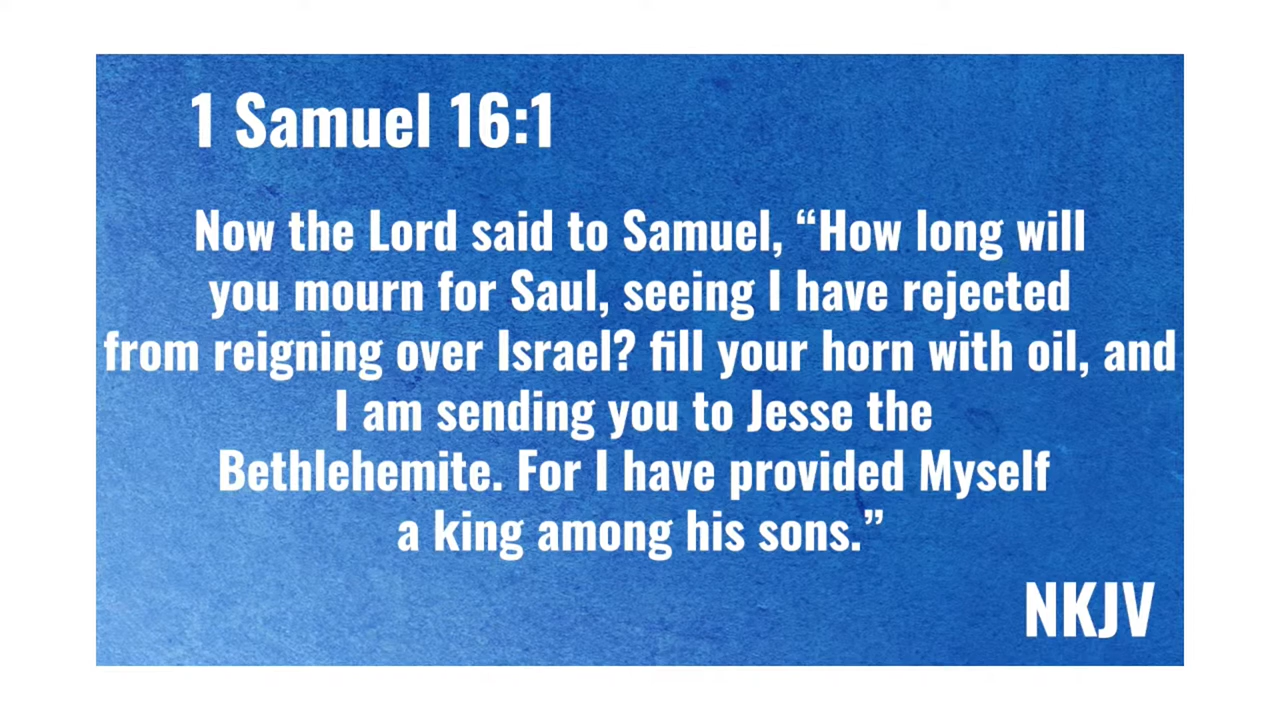 1 Samuel 16:1
Now the Lord said to Samuel, “How long will
you mourn for Saul, seeing I have rejected
from reigning over Israel? fill your horn with oil, and
I am sending you to Jesse the
Bethlehemite. For I have provided Myself
a king among his sons.”
NKJV